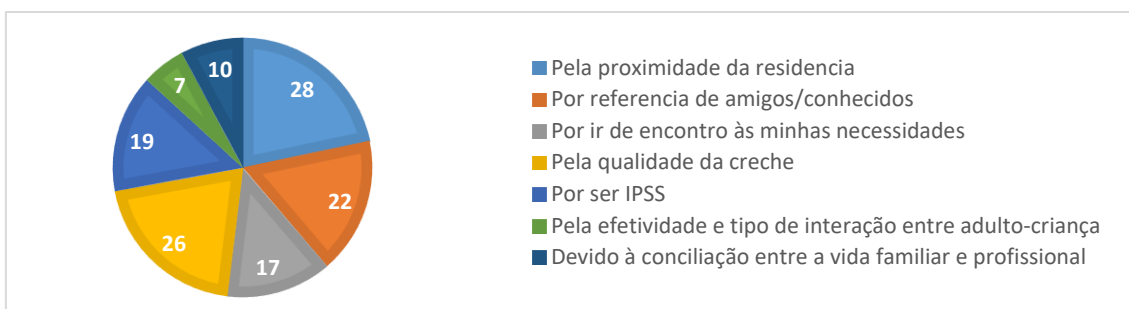 10
28
7
19
22
26
17
Pela proximidade da residencia
Por referencia de amigos/conhecidos
Por ir de encontro às minhas necessidades
Pela qualidade da creche
Por ser IPSS
Pela efetividade e tipo de interação entre adulto-criança
Devido à conciliação entre a vida familiar e profissional